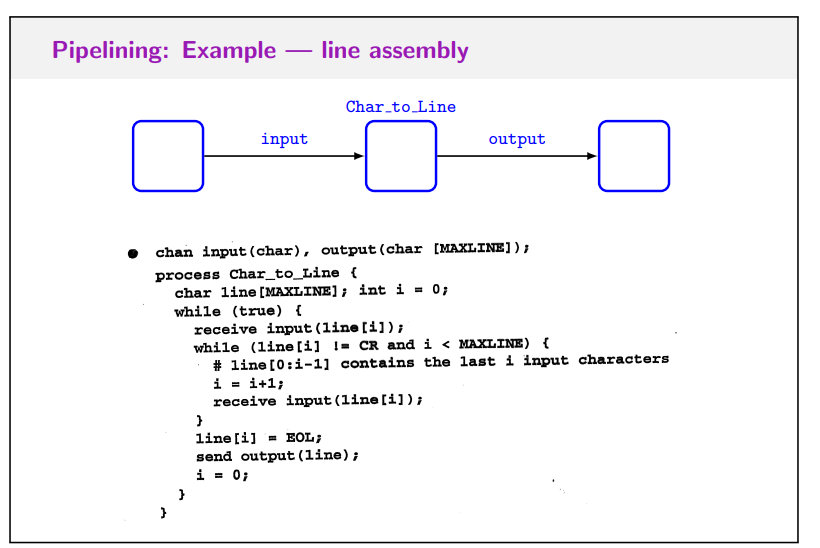 Pipelining: Example — line assembly
Char_to_Line
input
output
● chan input(char), output(char [MAXLINE]);
process Char_to_Line {
char line[MAXLINE]; int i = 0;
while (true) {
receive input(line[i]);
while (line[i] != CR and i < MAXLINE) {
# line[0:i-1] contains the last i input characters
i = i+1;
receive input(line[i]);
}
line[i] = EOL;
send output(line);
i = 0;
}
}